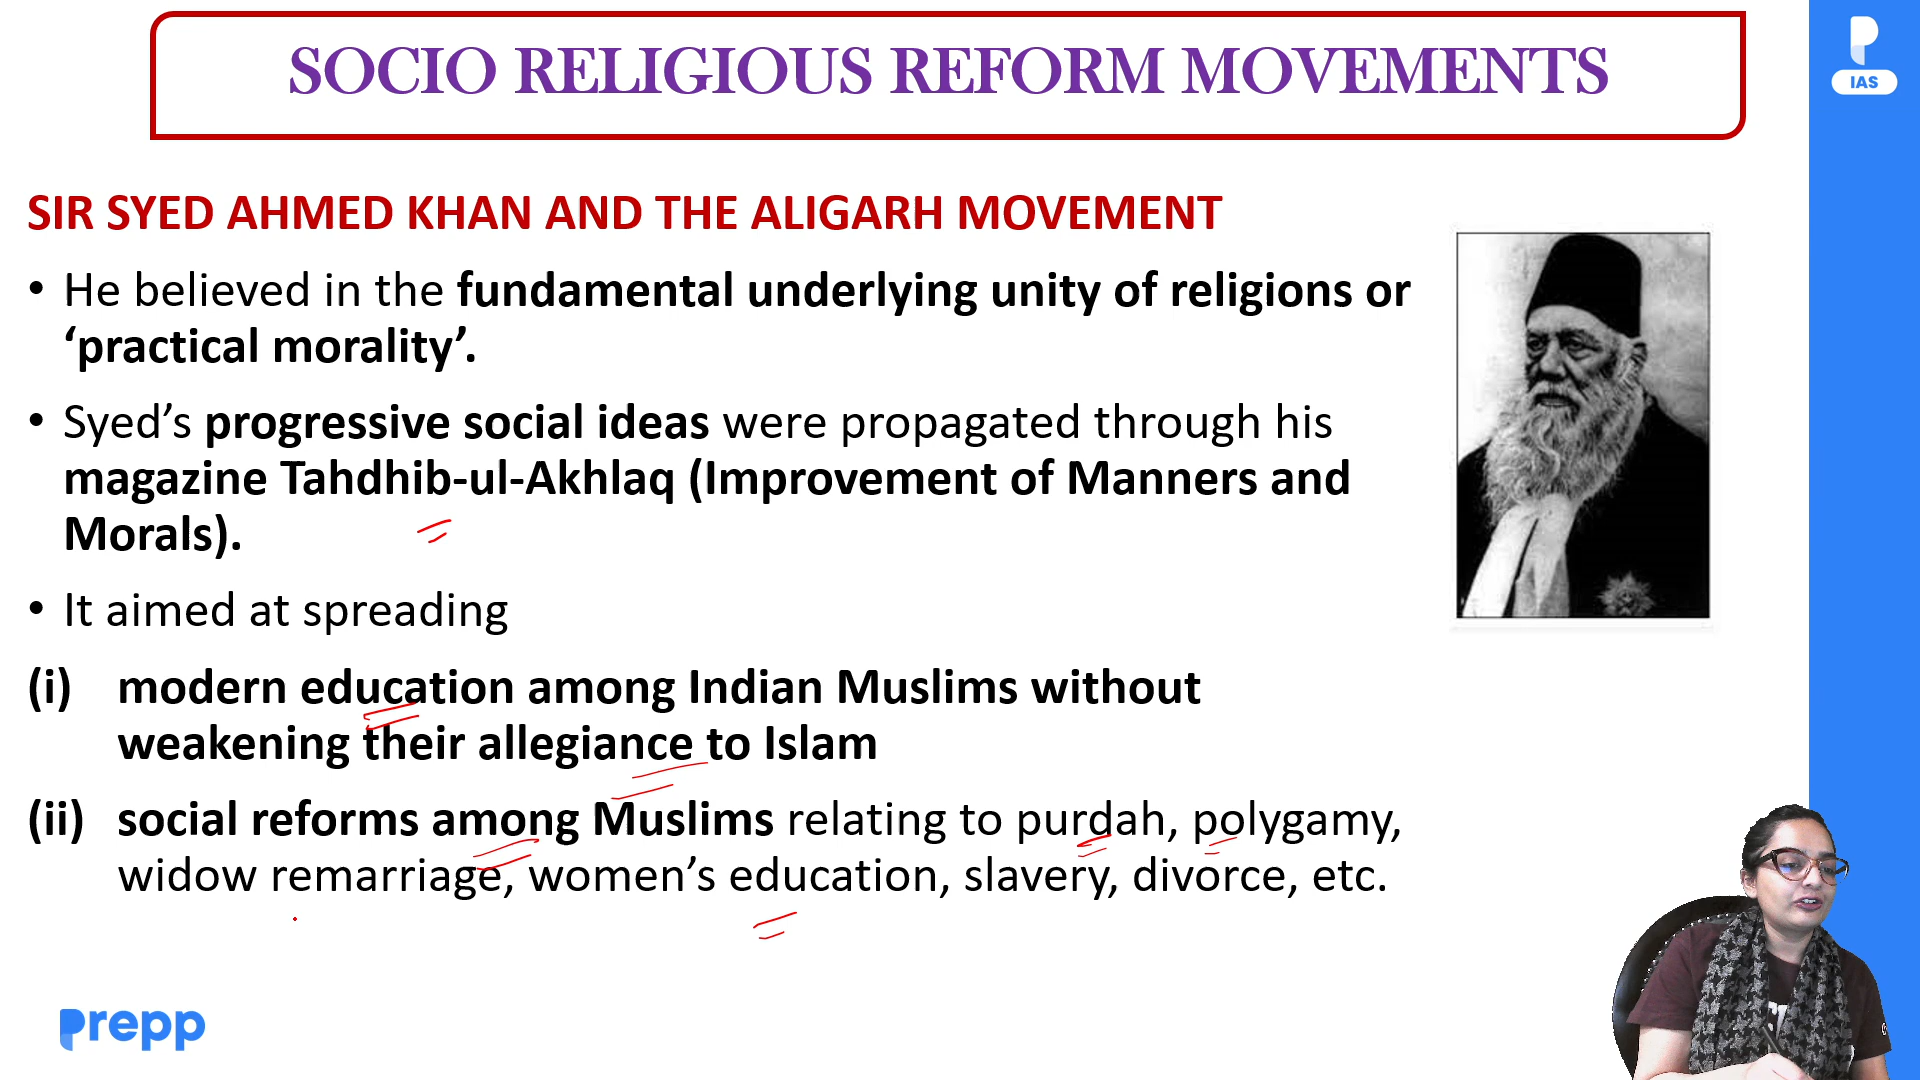 SOCIO RELIGIOUS REFORM MOVEMENTS
IAS
SIR SYED AHMED KHAN AND THE ALIGARH MOVEMENT
• He believed in the fundamental underlying unity of religions or
‘practical morality’.
• Syed’s progressive social ideas were propagated through his
magazine Tahdhib-ul-Akhlaq (Improvement of Manners and
Morals).
• It aimed at spreading
(i) modern education among Indian Muslims without
weakening their allegiance to Islam
(ii) social reforms among Muslims relating to purdah, polygamy,
widow remarriage, women’s education, slavery, divorce, etc.
prepp